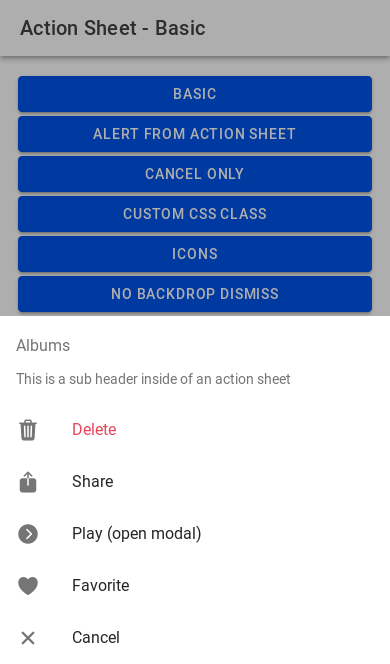 Action Sheet - Basic
BASIC
ALERT FROM ACTION SHEET
CANCEL ONLY
CUSTOM CSS CLASS
ICONS
NO BACKDROP DISMISS
Albums
This is a sub header inside of an action sheet
Delete
Share
Play (open modal)
Favorite
Cancel